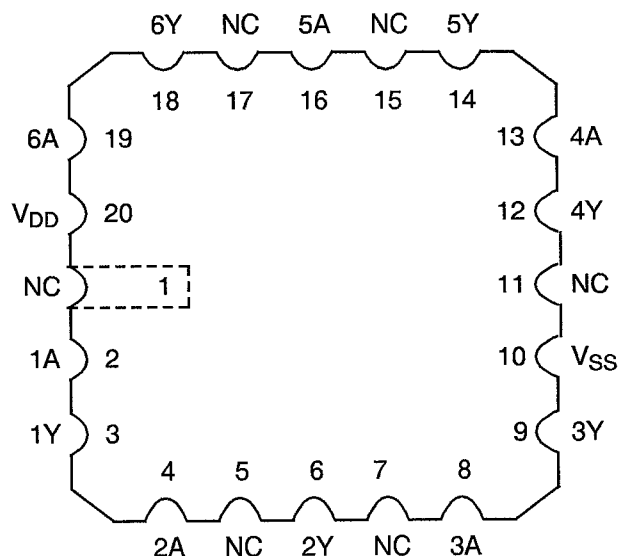 6Y NC 5A NC 5Y
18 17 16 15 14
6A 19 13 4A
VDD 20 12 4Y
NC 1 11 NC
1A 2 10 VSS
1Y 3 9 3Y
4 5 6 7 8
2A NC 2Y NC 3A